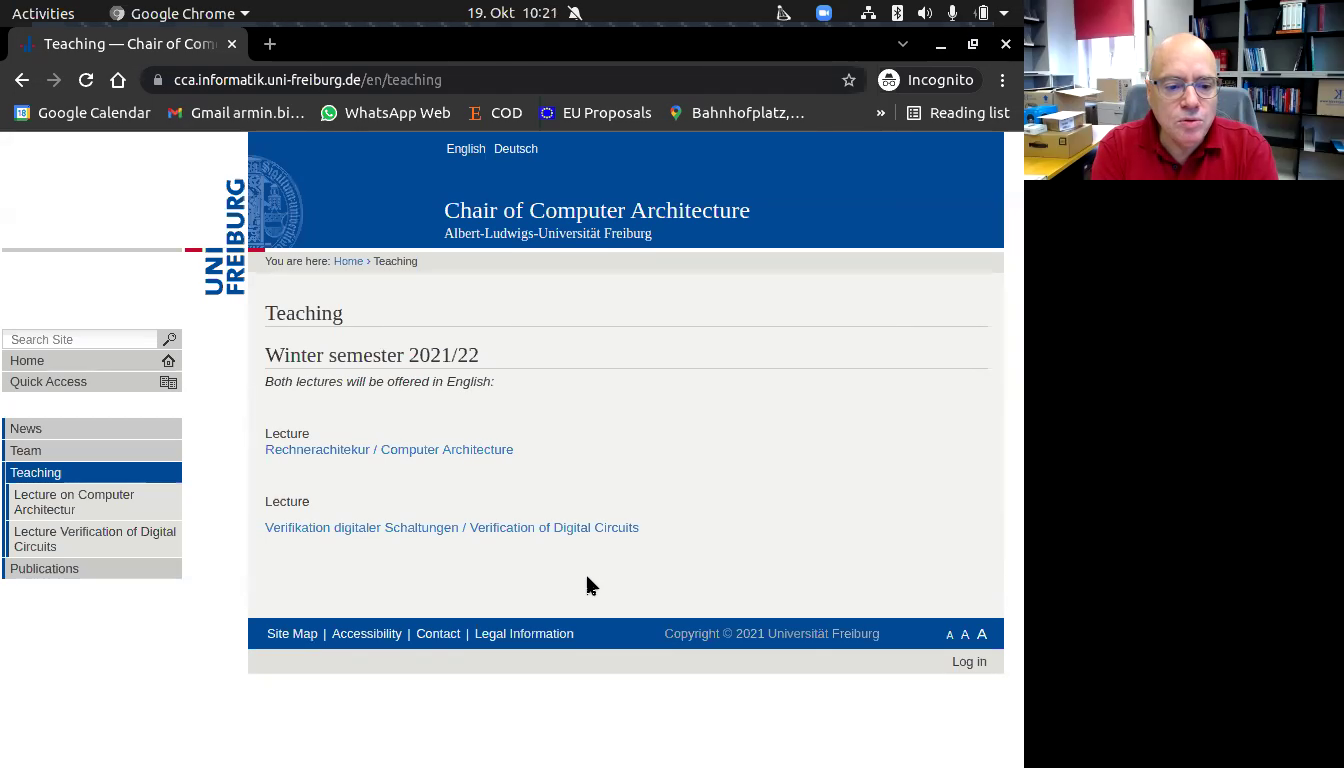 Activities
Google Chrome
19. Okt 10:21
Teaching — Chair of Com
cca.informatik.uni-freiburg.de/en/teaching
Incognito
Google Calendar
Gmail armin.bi…
WhatsApp Web
COD
EU Proposals
Bahnhofplatz,…
»
Reading list
English Deutsch
Chair of Computer Architecture
Albert-Ludwigs-Universität Freiburg
UNI
FREIBURG
You are here: Home › Teaching
Search Site
Home
Quick Access
News
Team
Teaching
Lecture on Computer
Architectur
Lecture Verification of Digital
Circuits
Publications
Teaching
Winter semester 2021/22
Both lectures will be offered in English:
Lecture
Rechnerachitekur / Computer Architecture
Lecture
Verifikation digitaler Schaltungen / Verification of Digital Circuits
Site Map | Accessibility | Contact | Legal Information
Copyright © 2021 Universität Freiburg
A A A
Log in